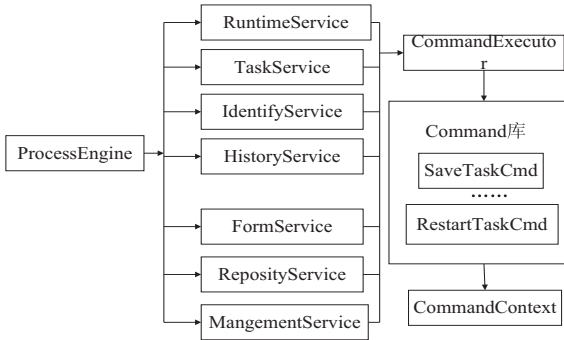 RuntimeService
CommandExecuto
r
TaskService
IdentifyService
Command库
ProcessEngine
HistoryService
SaveTaskCmd
......
RestartTaskCmd
FormService
ReposityService
CommandContext
MangementService